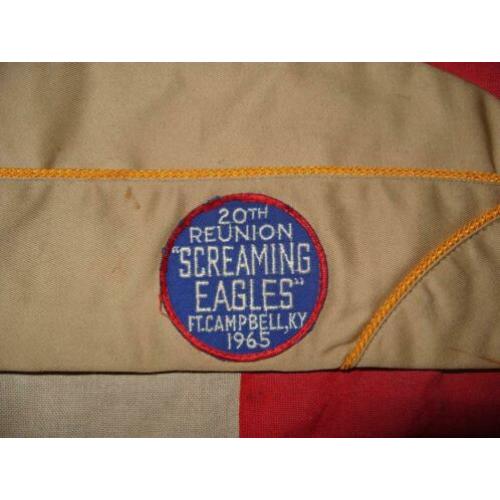 20TH
REUNION
"SCREAMING
EAGLES"
FT.CAMPBELL,KY
1965